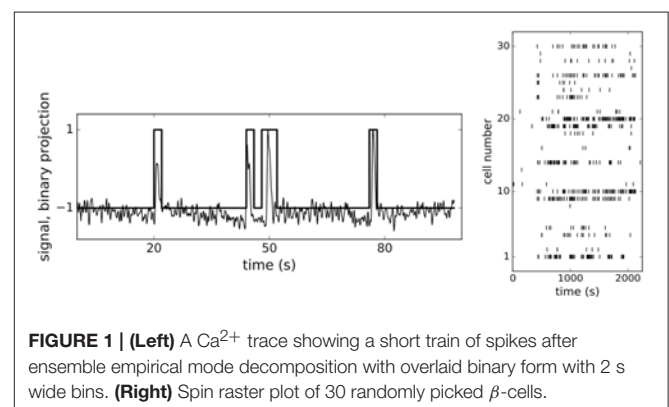 signal, binary projection
1
−1
20
50
80
time (s)
cell number
30
20
10
1
0
1000
2000
time (s)
FIGURE 1 | (Left) A Ca²⁺ trace showing a short train of spikes after
ensemble empirical mode decomposition with overlaid binary form with 2 s
wide bins. (Right) Spin raster plot of 30 randomly picked β-cells.